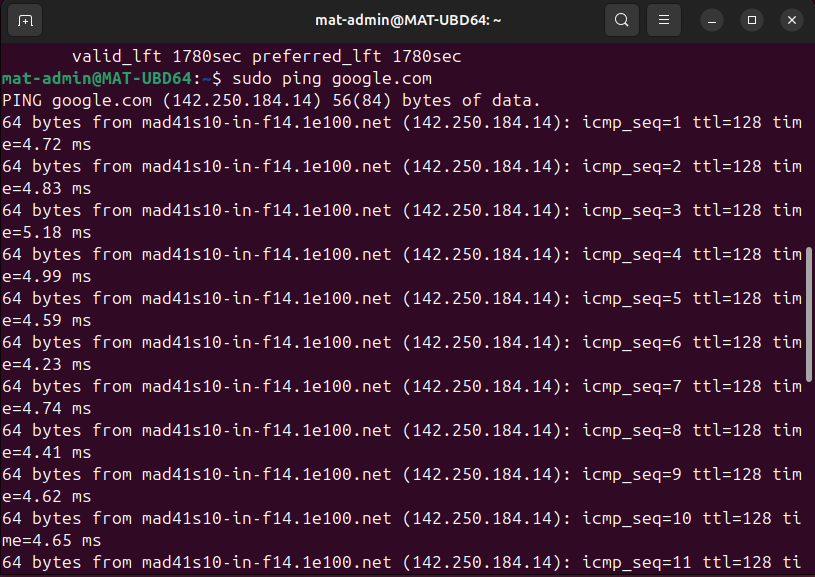 mat-admin@MAT-UBD64: ~
valid_lft 1780sec preferred_lft 1780sec
mat-admin@MAT-UBD64:~$ sudo ping google.com
PING google.com (142.250.184.14) 56(84) bytes of data.
64 bytes from mad41s10-in-f14.1e100.net (142.250.184.14): icmp_seq=1 ttl=128 tim
e=4.72 ms
64 bytes from mad41s10-in-f14.1e100.net (142.250.184.14): icmp_seq=2 ttl=128 tim
e=4.83 ms
64 bytes from mad41s10-in-f14.1e100.net (142.250.184.14): icmp_seq=3 ttl=128 tim
e=5.18 ms
64 bytes from mad41s10-in-f14.1e100.net (142.250.184.14): icmp_seq=4 ttl=128 tim
e=4.99 ms
64 bytes from mad41s10-in-f14.1e100.net (142.250.184.14): icmp_seq=5 ttl=128 tim
e=4.59 ms
64 bytes from mad41s10-in-f14.1e100.net (142.250.184.14): icmp_seq=6 ttl=128 tim
e=4.23 ms
64 bytes from mad41s10-in-f14.1e100.net (142.250.184.14): icmp_seq=7 ttl=128 tim
e=4.74 ms
64 bytes from mad41s10-in-f14.1e100.net (142.250.184.14): icmp_seq=8 ttl=128 tim
e=4.41 ms
64 bytes from mad41s10-in-f14.1e100.net (142.250.184.14): icmp_seq=9 ttl=128 tim
e=4.62 ms
64 bytes from mad41s10-in-f14.1e100.net (142.250.184.14): icmp_seq=10 ttl=128 ti
me=4.65 ms
64 bytes from mad41s10-in-f14.1e100.net (142.250.184.14): icmp_seq=11 ttl=128 ti